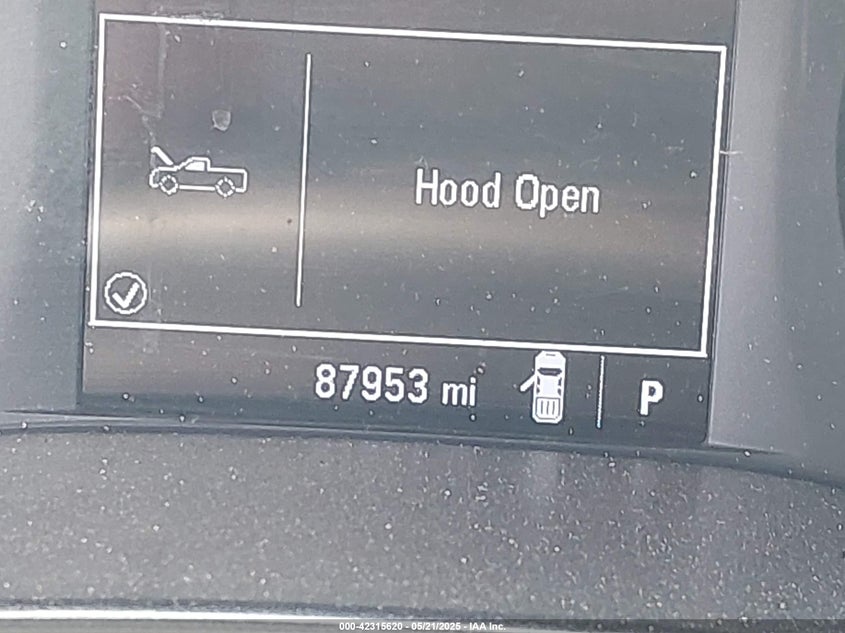 Hood Open
87953 mi
P
000-42315620 - 05/21/2025 - IAA Inc.